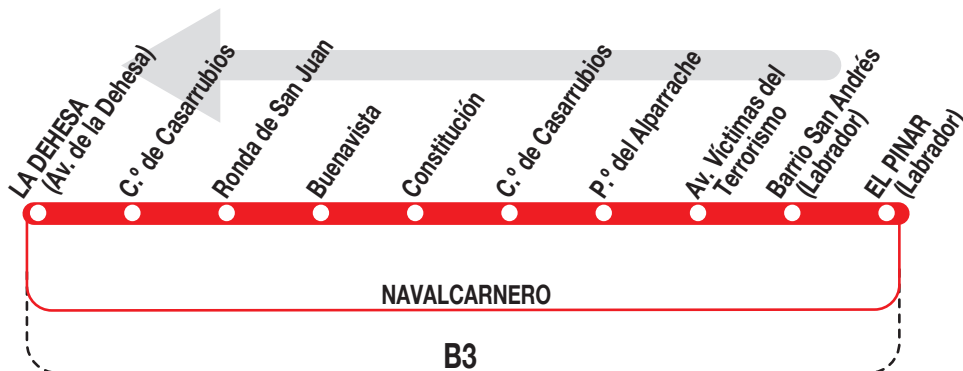 LA DEHESA
(Av. de la Dehesa)
C.º de Casarrubios
Ronda de San Juan
Buenavista
Constitución
C.º de Casarrubios
P.º del Alparrache
Av. Víctimas del
Terrorismo
Barrio San Andrés
(Labrador)
EL PINAR
(Labrador)
NAVALCARNERO
B3